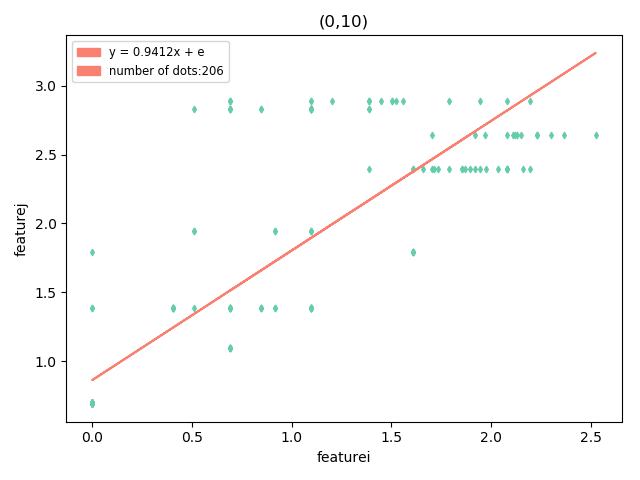 (0,10)
y = 0.9412x + e
number of dots:206
3.0
2.5
2.0
1.5
1.0
featurej
0.0 0.5 1.0 1.5 2.0 2.5
featurei